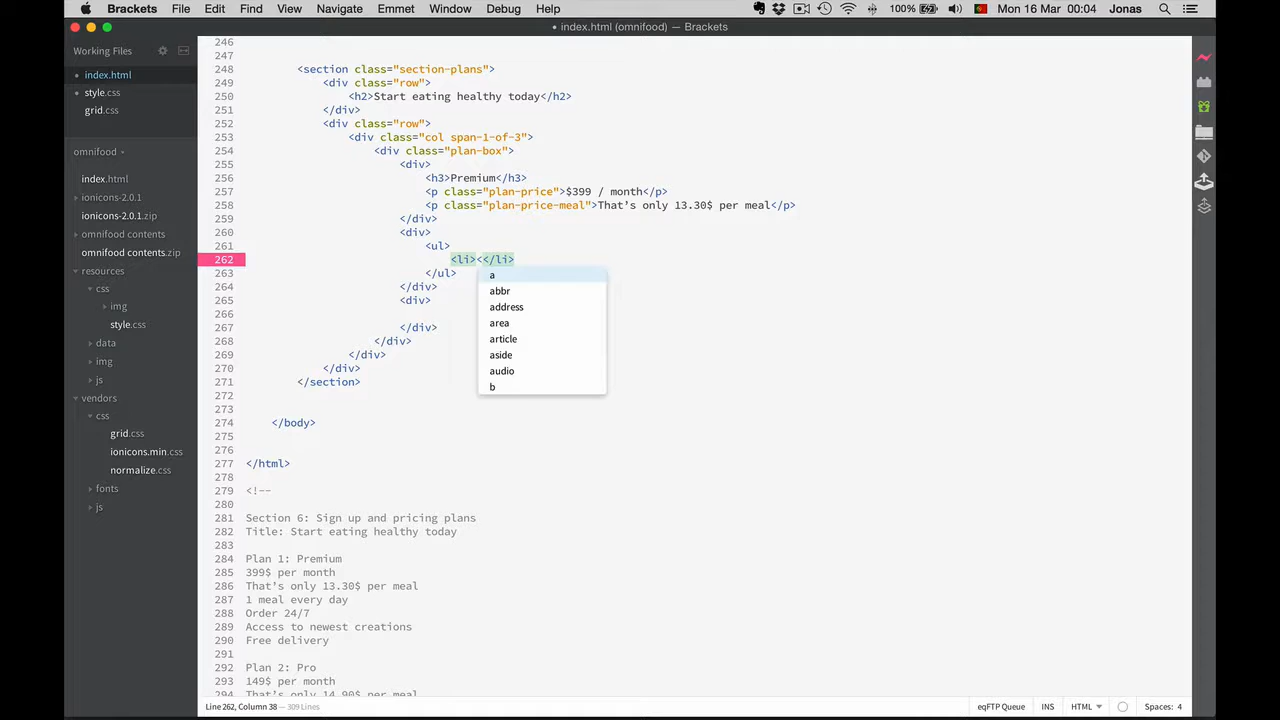 Brackets File Edit Find View Navigate Emmet Window Debug Help 100% Mon 16 Mar 00:04 Jonas
• index.html (omnifood) — Brackets
Working Files
index.html
style.css
grid.css
omnifood
index.html
ionicons-2.0.1
ionicons-2.0.1.zip
omnifood contents
omnifood contents.zip
resources
css
img
style.css
data
img
js
vendors
css
grid.css
ionicons.min.css
normalize.css
fonts
js
246
247
248 <section class="section-plans">
249 <div class="row">
250 <h2>Start eating healthy today</h2>
251 </div>
252 <div class="row">
253 <div class="col span-1-of-3">
254 <div class="plan-box">
255 <div>
256 <h3>Premium</h3>
257 <p class="plan-price">$399 / month</p>
258 <p class="plan-price-meal">That's only 13.30$ per meal</p>
259 </div>
260 <div>
261 <ul>
262 <li><</li>
263 </ul>
264 </div>
265 <div>
266
267 </div>
268 </div>
269 </div>
270 </div>
271 </section>
272
273
274 </body>
275
276
277 </html>
278
279 <!--
280
281 Section 6: Sign up and pricing plans
282 Title: Start eating healthy today
283
284 Plan 1: Premium
285 399$ per month
286 That's only 13.30$ per meal
287 1 meal every day
288 Order 24/7
289 Access to newest creations
290 Free delivery
291
292 Plan 2: Pro
293 149$ per month
294 That's only 14.90$ per meal
a
abbr
address
area
article
aside
audio
b
Line 262, Column 38 — 309 Lines
eqFTP Queue INS HTML Spaces: 4